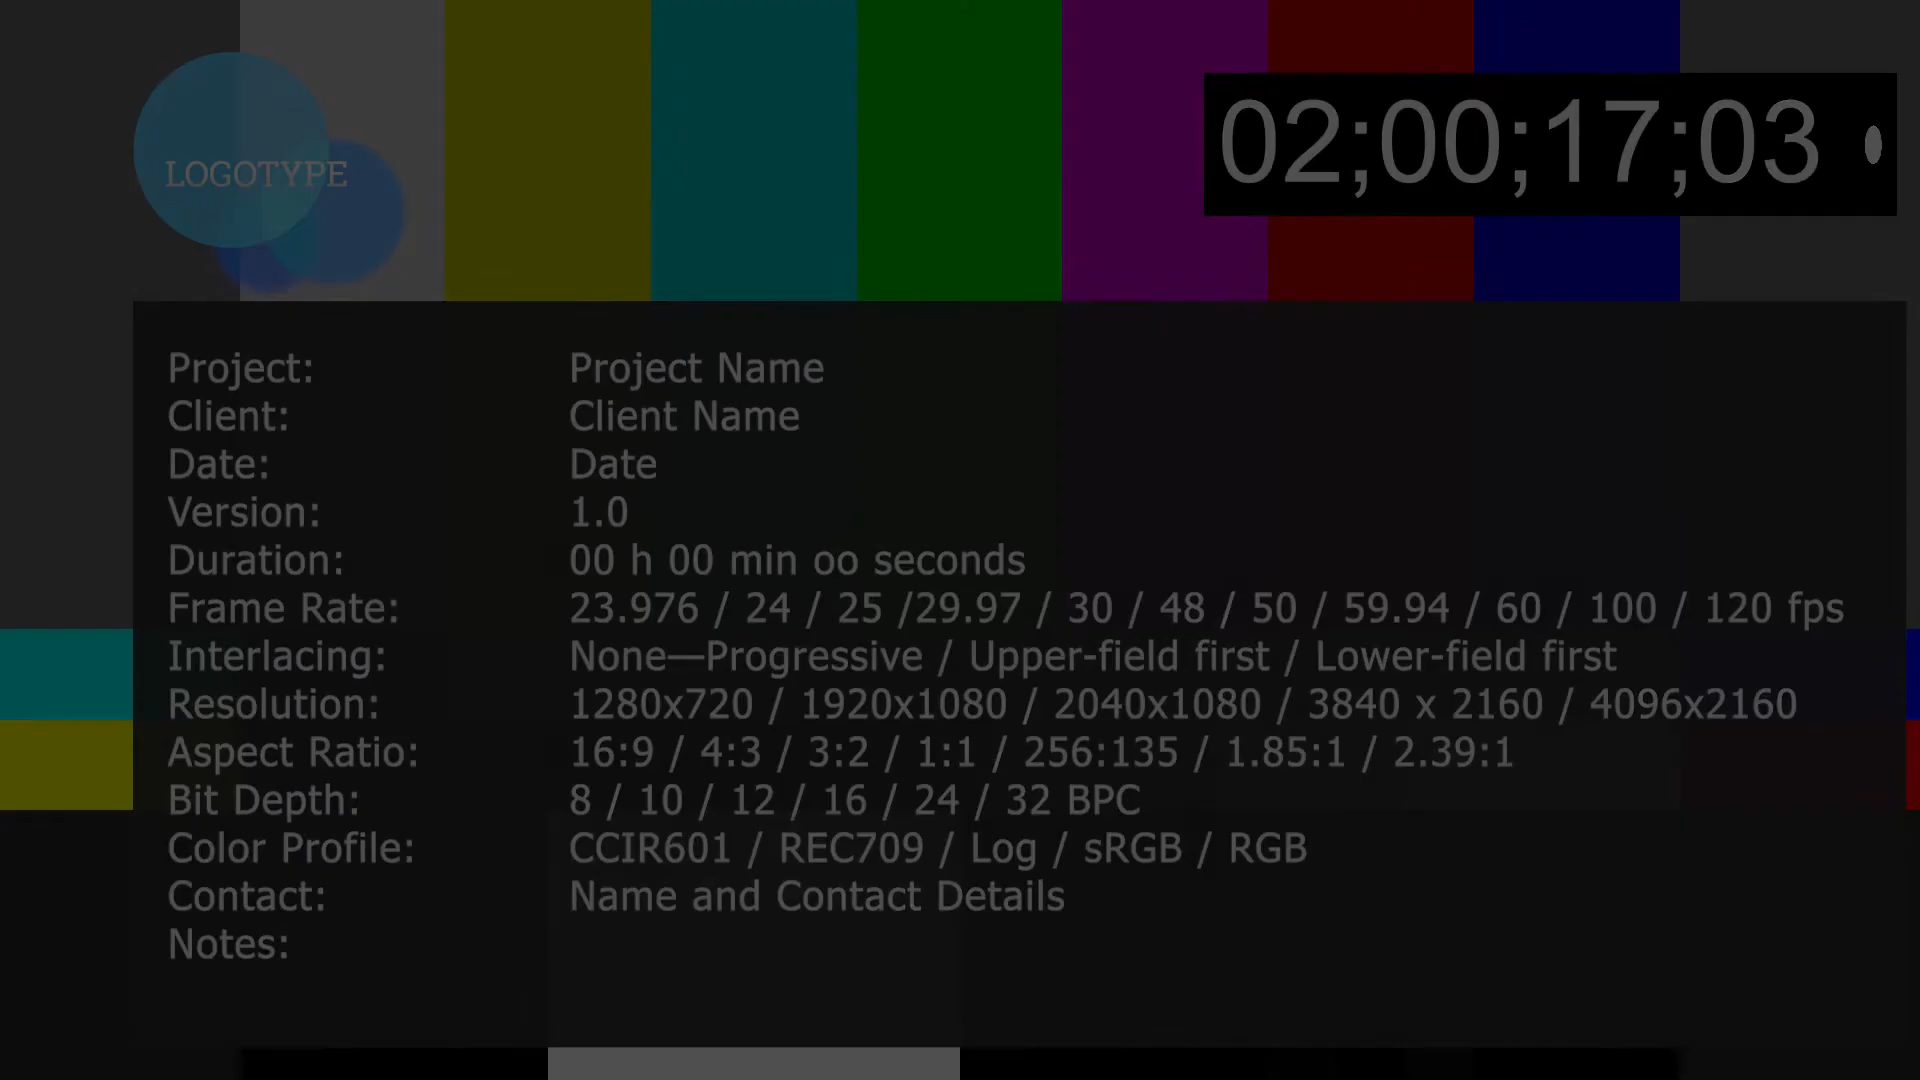 LOGOTYPE
02;00;17;03
Project: Project Name
Client: Client Name
Date: Date
Version: 1.0
Duration: 00 h 00 min oo seconds
Frame Rate: 23.976 / 24 / 25 /29.97 / 30 / 48 / 50 / 59.94 / 60 / 100 / 120 fps
Interlacing: None—Progressive / Upper-field first / Lower-field first
Resolution: 1280x720 / 1920x1080 / 2040x1080 / 3840 x 2160 / 4096x2160
Aspect Ratio: 16:9 / 4:3 / 3:2 / 1:1 / 256:135 / 1.85:1 / 2.39:1
Bit Depth: 8 / 10 / 12 / 16 / 24 / 32 BPC
Color Profile: CCIR601 / REC709 / Log / sRGB / RGB
Contact: Name and Contact Details
Notes: